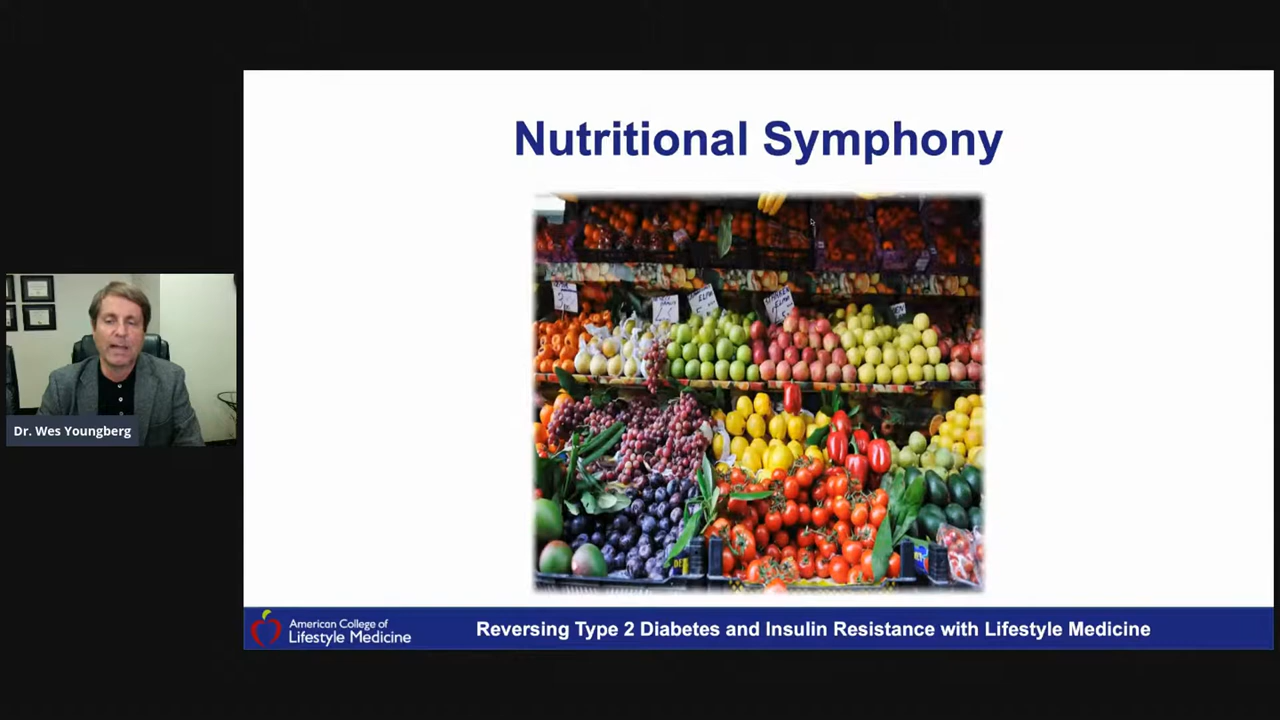 Nutritional Symphony
Dr. Wes Youngberg
American College of
Lifestyle Medicine
Reversing Type 2 Diabetes and Insulin Resistance with Lifestyle Medicine